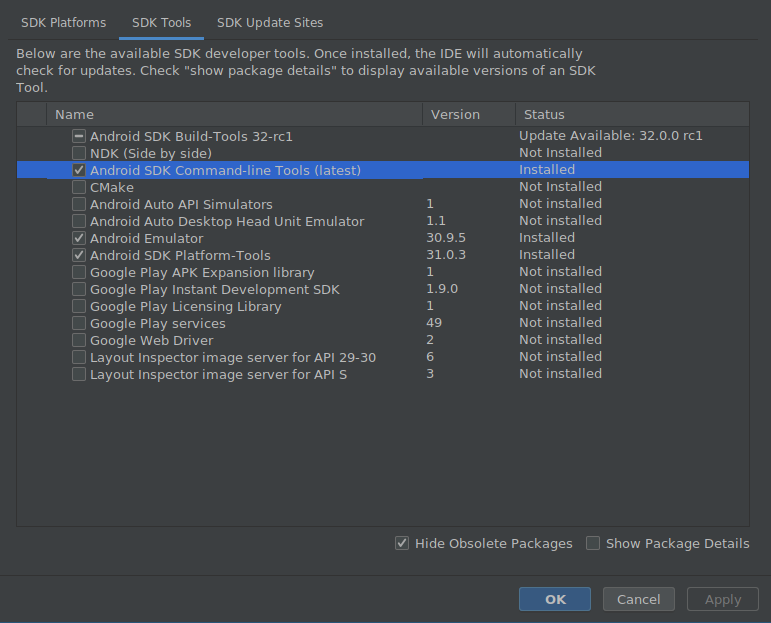 SDK Platforms SDK Tools SDK Update Sites
Below are the available SDK developer tools. Once installed, the IDE will automatically
check for updates. Check "show package details" to display available versions of an SDK
Tool.
Name Version Status
Android SDK Build-Tools 32-rc1 Update Available: 32.0.0 rc1
NDK (Side by side) Not Installed
Android SDK Command-line Tools (latest) Installed
CMake Not Installed
Android Auto API Simulators 1 Not installed
Android Auto Desktop Head Unit Emulator 1.1 Not installed
Android Emulator 30.9.5 Installed
Android SDK Platform-Tools 31.0.3 Installed
Google Play APK Expansion library 1 Not installed
Google Play Instant Development SDK 1.9.0 Not installed
Google Play Licensing Library 1 Not installed
Google Play services 49 Not installed
Google Web Driver 2 Not installed
Layout Inspector image server for API 29-30 6 Not installed
Layout Inspector image server for API S 3 Not installed
Hide Obsolete Packages Show Package Details
OK Cancel Apply